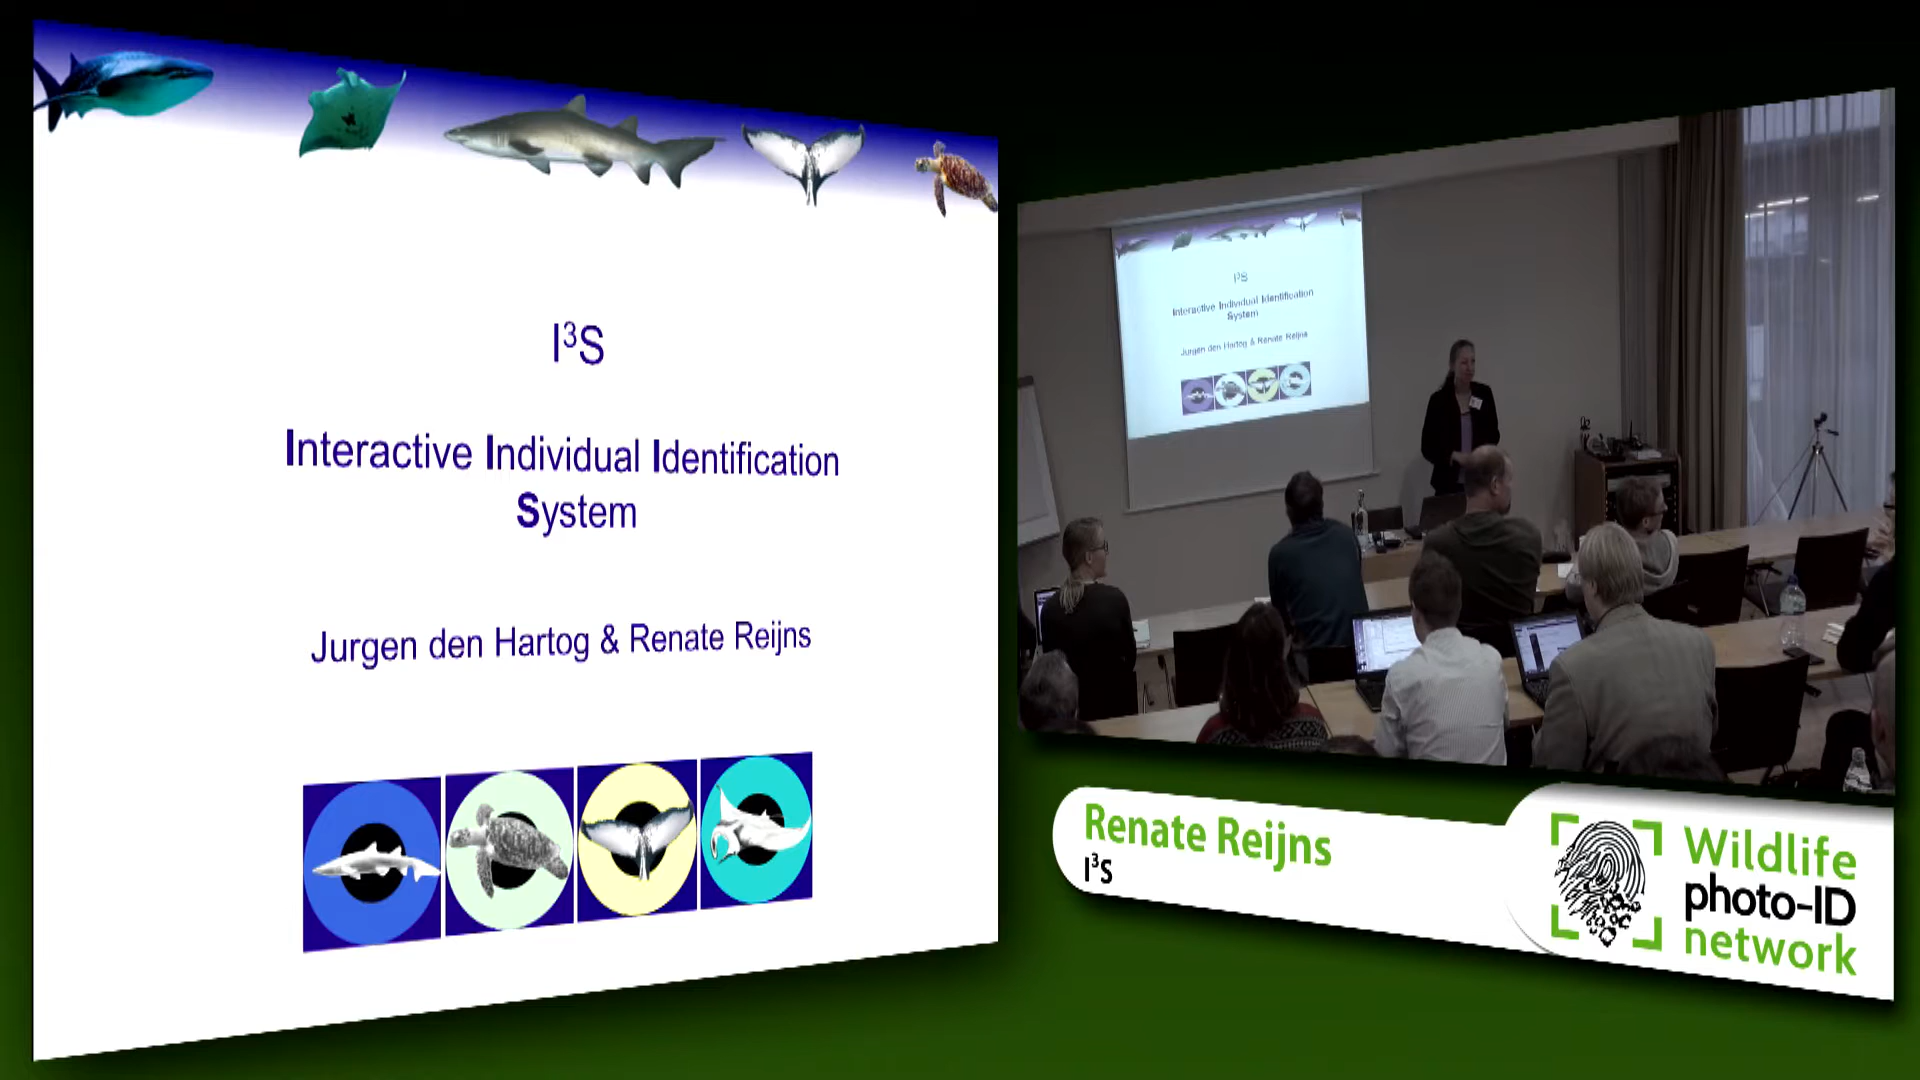 I³S
Interactive Individual Identification
System
Jurgen den Hartog & Renate Reijns
I³S
Interactive Individual Identification
System
Jurgen den Hartog & Renate Reijns
Renate Reijns
I³S
Wildlife
photo-ID
network